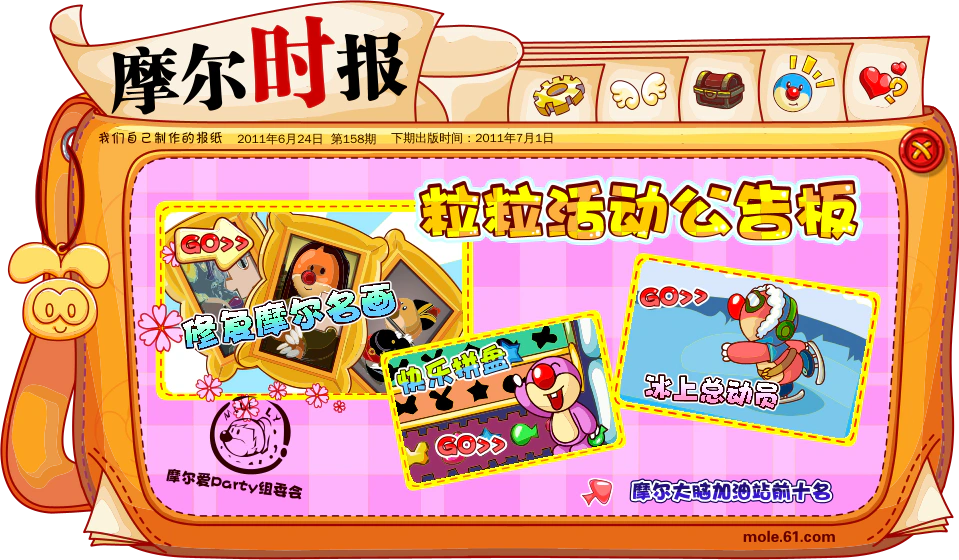 摩尔时报
我们自己制作的报纸 2011年6月24日 第158期 下期出版时间：2011年7月1日
粒粒活动公告板
GO>>
修复摩尔名画
GO>>
冰上总动员
快乐拼盘
GO>>
摩尔爱Party组委会
摩尔大脑加油站前十名
mole.61.com